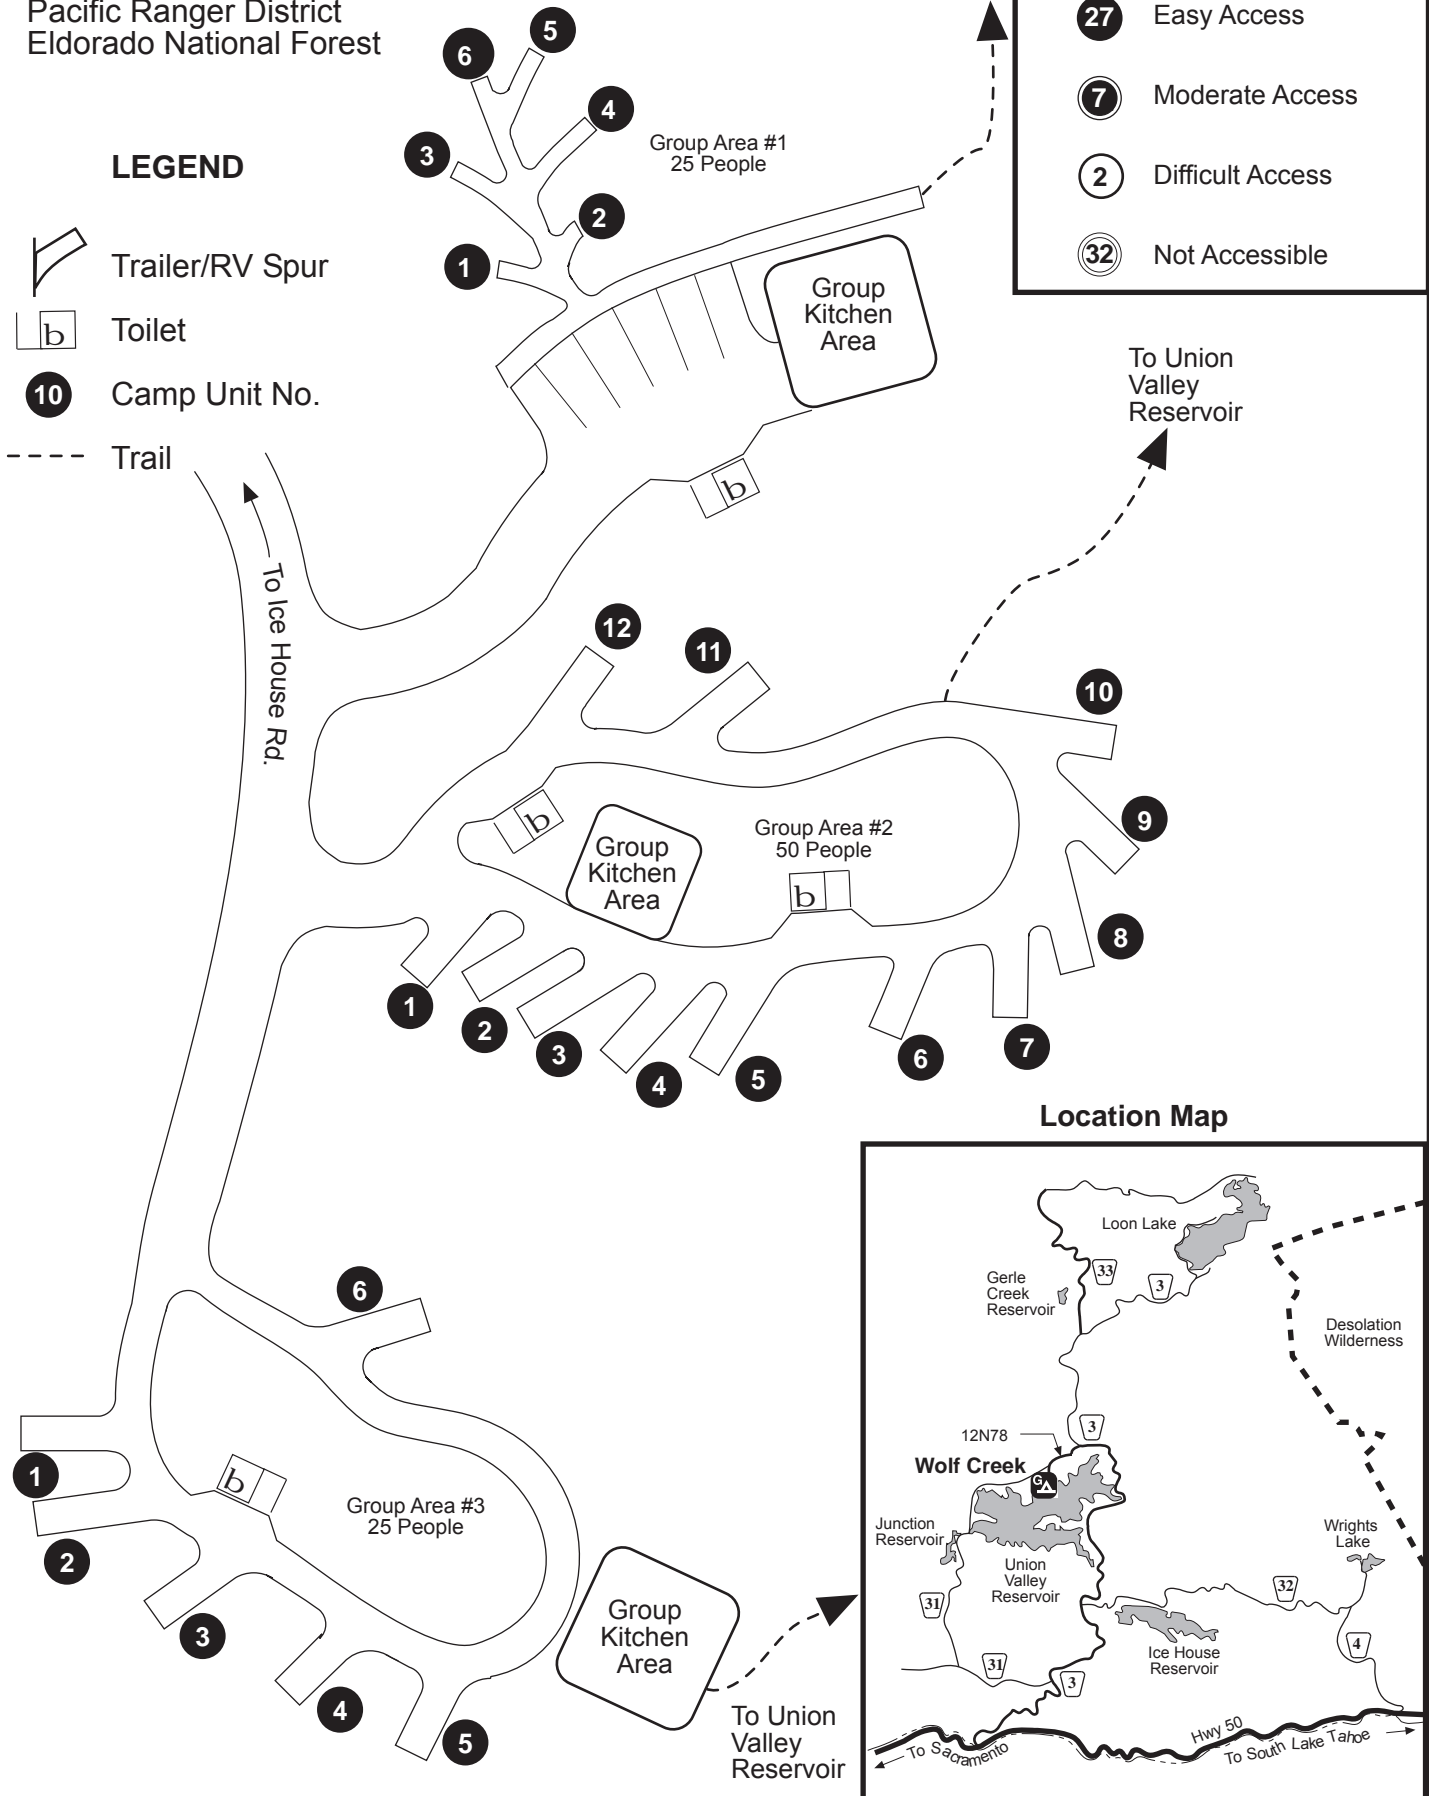 Pacific Ranger District
Eldorado National Forest
LEGEND
Trailer/RV Spur
b
Toilet
10
Camp Unit No.
Trail
27
Easy Access
7
Moderate Access
2
Difficult Access
32
Not Accessible
5
6
4
3
2
1
Group Area #1
25 People
Group
Kitchen
Area
b
To Union
Valley
Reservoir
To Ice House Rd.
12
11
10
9
8
7
6
5
4
3
2
1
b
Group
Kitchen
Area
Group Area #2
50 People
b
6
1
2
3
4
5
b
Group Area #3
25 People
Group
Kitchen
Area
To Union
Valley
Reservoir
Location Map
Loon Lake
33
3
Gerle
Creek
Reservoir
Desolation
Wilderness
3
12N78
Wolf Creek
G
Junction
Reservoir
Union
Valley
Reservoir
Wrights
Lake
31
32
31
3
Ice House
Reservoir
4
Hwy 50
To Sacramento
To South Lake Tahoe